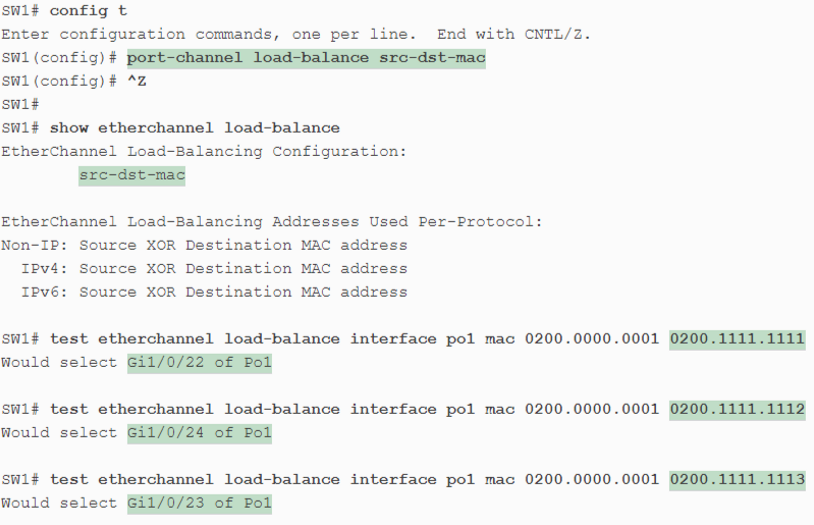 SW1# config t
Enter configuration commands, one per line.  End with CNTL/Z.
SW1(config)# port-channel load-balance src-dst-mac
SW1(config)# ^Z
SW1#
SW1# show etherchannel load-balance
EtherChannel Load-Balancing Configuration:
        src-dst-mac
EtherChannel Load-Balancing Addresses Used Per-Protocol:
Non-IP: Source XOR Destination MAC address
  IPv4: Source XOR Destination MAC address
  IPv6: Source XOR Destination MAC address
SW1# test etherchannel load-balance interface po1 mac 0200.0000.0001 0200.1111.1111
Would select Gi1/0/22 of Po1
SW1# test etherchannel load-balance interface po1 mac 0200.0000.0001 0200.1111.1112
Would select Gi1/0/24 of Po1
SW1# test etherchannel load-balance interface po1 mac 0200.0000.0001 0200.1111.1113
Would select Gi1/0/23 of Po1